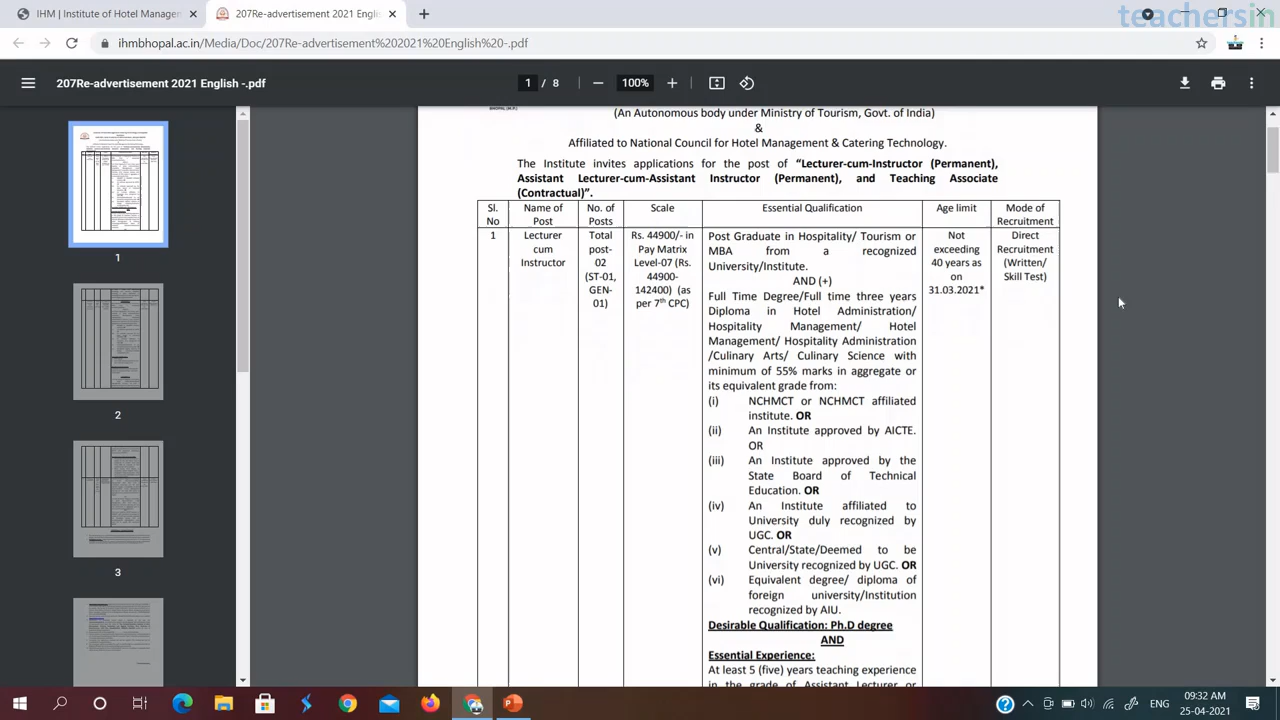 teachersin
IHM | Institute of Hotel Managem
207Re-advertisement 2021 Englis
ihmbhopal.ac.in/Media/Doc/207Re-advertisement%202021%20English%20-.pdf
207Re-advertisement 2021 English -.pdf
1 / 8
100%
(An Autonomous body under Ministry of Tourism, Govt. of India)
&
Affiliated to National Council for Hotel Management & Catering Technology.
The Institute invites applications for the post of "Lecturer-cum-Instructor (Permanent),
Assistant Lecturer-cum-Assistant Instructor (Permanent), and Teaching Associate
(Contractual)".
Sl. No
Name of Post
No. of Posts
Scale
Essential Qualification
Age limit
Mode of Recruitment
1
Lecturer
cum
Instructor
Total
post-
02
(ST-01,
GEN-
01)
Rs. 44900/- in
Pay Matrix
Level-07 (Rs.
44900-
142400) (as
per 7th CPC)
Post Graduate in Hospitality/ Tourism or
MBA from a recognized
University/Institute.
AND (+)
Full Time Degree/Full time three years
Diploma in Hotel Administration/
Hospitality Management/ Hotel
Management/ Hospitality Administration
/Culinary Arts/ Culinary Science with
minimum of 55% marks in aggregate or
its equivalent grade from:
(i) NCHMCT or NCHMCT affiliated
institute. OR
(ii) An Institute approved by AICTE.
OR
(iii) An Institute approved by the
State Board of Technical
Education. OR
(iv) An Institute affiliated to
University duly recognized by
UGC. OR
(v) Central/State/Deemed to be
University recognized by UGC. OR
(vi) Equivalent degree/ diploma of
foreign university/Institution
recognized by AIU.
Desirable Qualification: Ph.D degree
AND
Essential Experience:
At least 5 (five) years teaching experience
in the grade of Assistant Lecturer or
Not
exceeding
40 years as
on
31.03.2021*
Direct
Recruitment
(Written/
Skill Test)
1
2
3
ENG
09:32 AM
25-04-2021